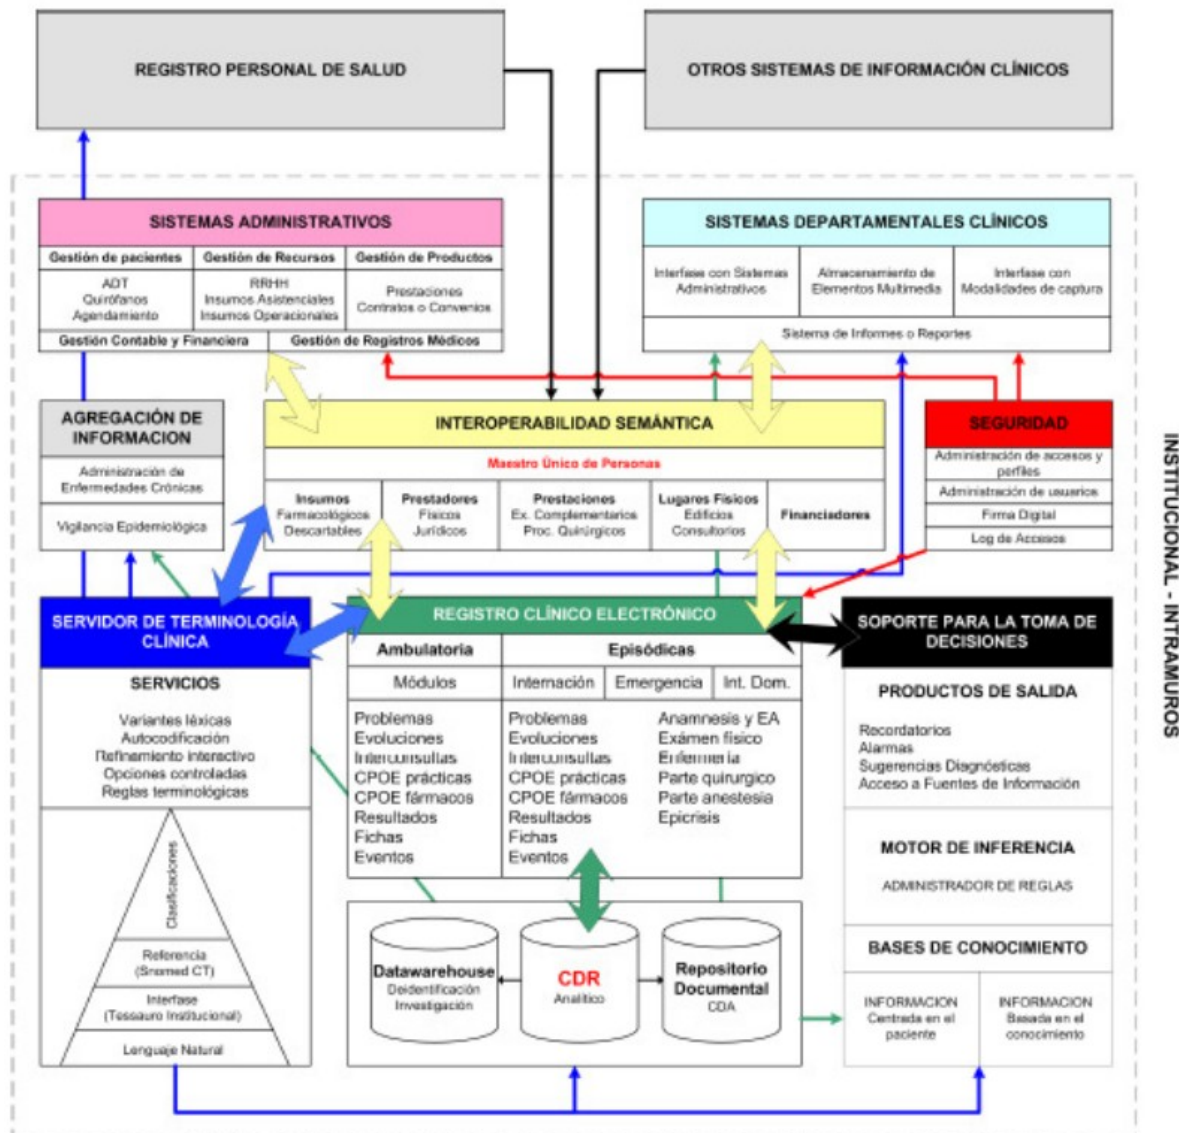 REGISTRO PERSONAL DE SALUD
OTROS SISTEMAS DE INFORMACIÓN CLÍNICOS
SISTEMAS ADMINISTRATIVOS
Gestión de pacientes
ADT
Quirófanos
Agendamiento
Gestión de Recursos
RRHH
Insumos Asistenciales
Insumos Operacionales
Gestión de Productos
Prestaciones
Contratos o Convenios
Gestión Contable y Financiera
Gestión de Registros Médicos
SISTEMAS DEPARTAMENTALES CLÍNICOS
Interfase con Sistemas
Administrativos
Almacenamiento de
Elementos Multimedia
Interfase con
Modalidades de captura
Sistema de Informes o Reportes
AGREGACIÓN DE
INFORMACION
Administración de
Enfermedades Crónicas
Vigilancia Epidemiológica
INTEROPERABILIDAD SEMÁNTICA
Maestro Único de Personas
Insumos
Farmacológicos
Descartables
Prestadores
Físicos
Jurídicos
Prestaciones
Ex. Complementarios
Proc. Quirúrgicos
Lugares Físicos
Edificios
Consultorios
Financiadores
SEGURIDAD
Administración de accesos y
perfiles
Administración de usuarios
Firma Digital
Log de Accesos
INSTITUCIONAL - INTRAMUROS
SERVIDOR DE TERMINOLOGÍA
CLÍNICA
SERVICIOS
Variantes léxicas
Autocodificación
Refinamiento interactivo
Opciones controladas
Reglas terminológicas
Clasificaciones
Referencia
(Snomed CT)
Interfase
(Tessauro Institucional)
Lenguaje Natural
REGISTRO CLÍNICO ELECTRÓNICO
Ambulatoria
Episódicas
Módulos
Internación
Emergencia
Int. Dom.
Problemas
Evoluciones
Interconsultas
CPOE prácticas
CPOE fármacos
Resultados
Fichas
Eventos
Problemas
Evoluciones
Interconsultas
CPOE prácticas
CPOE fármacos
Resultados
Fichas
Eventos
Anamnesis y EA
Exámen físico
Enfermería
Parte quirurgico
Parte anestesia
Epicrisis
Datawarehouse
Deidentificación
Investigación
CDR
Analítico
Repositorio
Documental
CDA
SOPORTE PARA LA TOMA DE
DECISIONES
PRODUCTOS DE SALIDA
Recordatorios
Alarmas
Sugerencias Diagnósticas
Acceso a Fuentes de Información
MOTOR DE INFERENCIA
ADMINISTRADOR DE REGLAS
BASES DE CONOCIMIENTO
INFORMACION
Centrada en el
paciente
INFORMACION
Basada en el
conocimiento